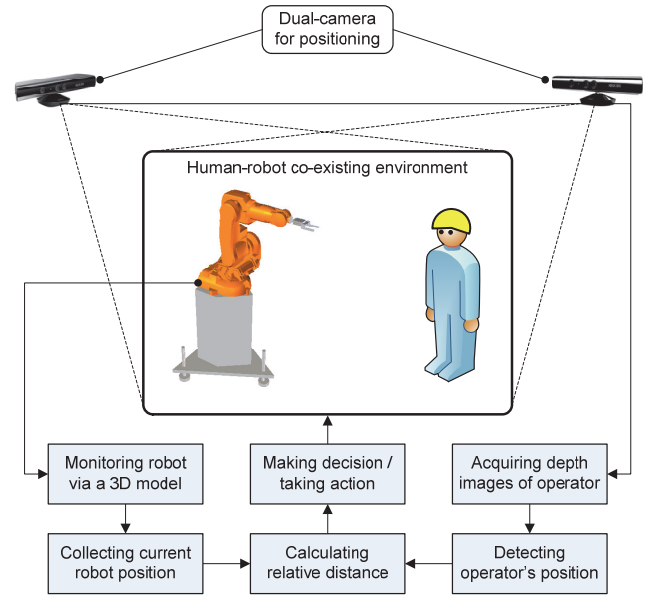 Dual-camera
for positioning
Human-robot co-existing environment
Monitoring robot
via a 3D model
Making decision /
taking action
Acquiring depth
images of operator
Collecting current
robot position
Calculating
relative distance
Detecting
operator's position